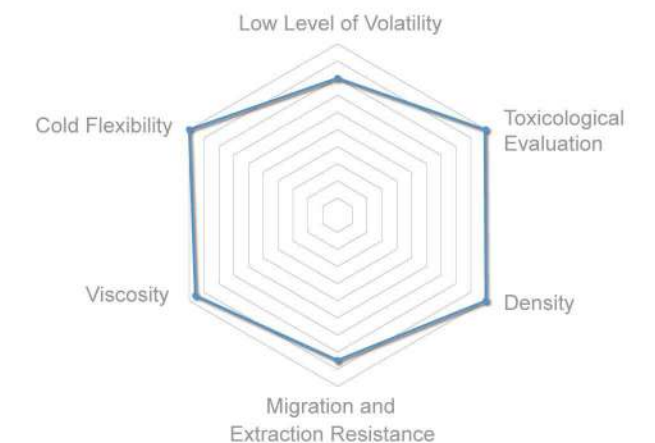 Low Level of Volatility
Toxicological
Evaluation
Cold Flexibility
Viscosity
Density
Migration and
Extraction Resistance